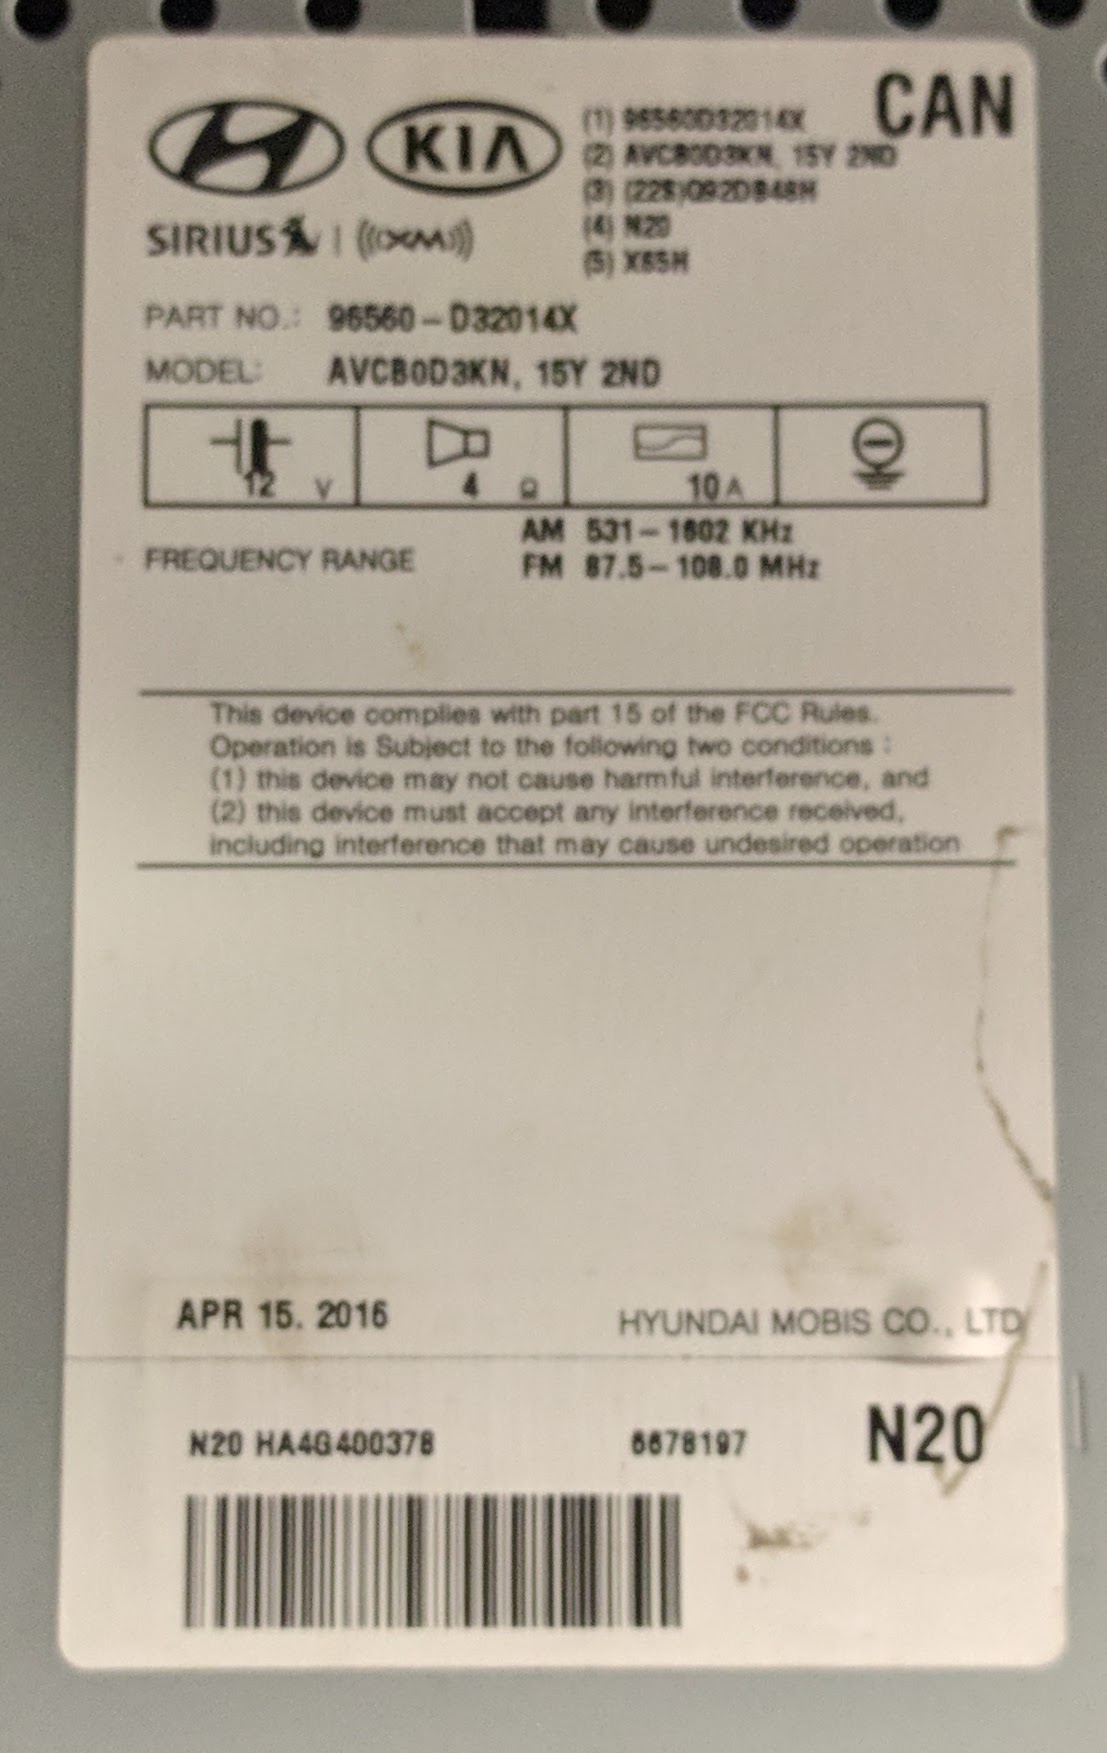 CAN
KIA
(1) 96560D32014X
(2) AVCB0D3KN, 15Y 2ND
(4) N20
(5) X65H
SIRIUS | ((XM))
PART NO.: 96560-D32014X
MODEL: AVCB0D3KN, 15Y 2ND
12 V 4 Ω 10 A
AM 531-1602 KHz
FREQUENCY RANGE
FM 87.5-108.0 MHz
This device complies with part 15 of the FCC Rules.
Operation is Subject to the following two conditions :
(1) this device may not cause harmful interference, and
(2) this device must accept any interference received,
including interference that may cause undesired operation
APR 15. 2016 HYUNDAI MOBIS CO., LTD
N20 HA4G400378 6678197 N20